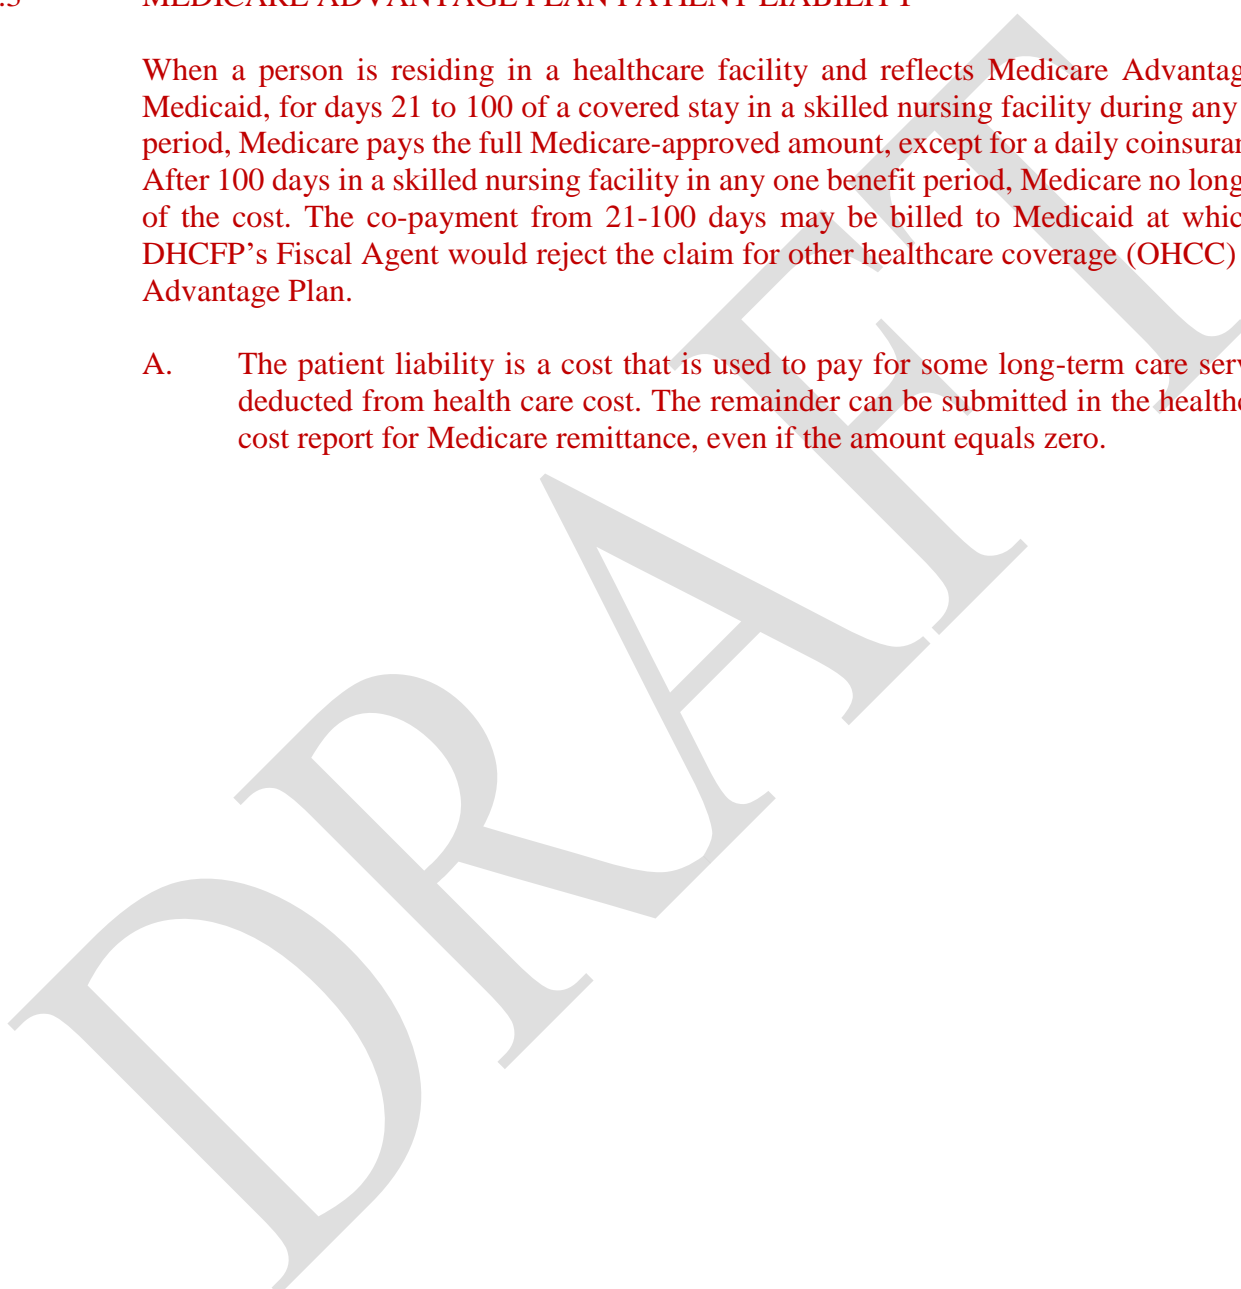 MEDICARE ADVANTAGE PLAN PATIENT LIABILITY
When a person is residing in a healthcare facility and reflects Medicare
Medicaid, for days 21 to 100 of a covered stay in a skilled nursing facility during any
period, Medicare pays the full Medicare-approved amount, except for a daily
After 100 days in a skilled nursing facility in any one benefit period, Medicare no
of the cost. The co-payment from 21-100 days may be billed to Medicaid at
DHCFP’s Fiscal Agent would reject the claim for other healthcare coverage (OHCC)
Advantage Plan.
A. The patient liability is a cost that is used to pay for some long-term care
deducted from health care cost. The remainder can be submitted in the
cost report for Medicare remittance, even if the amount equals zero.
DRAFT